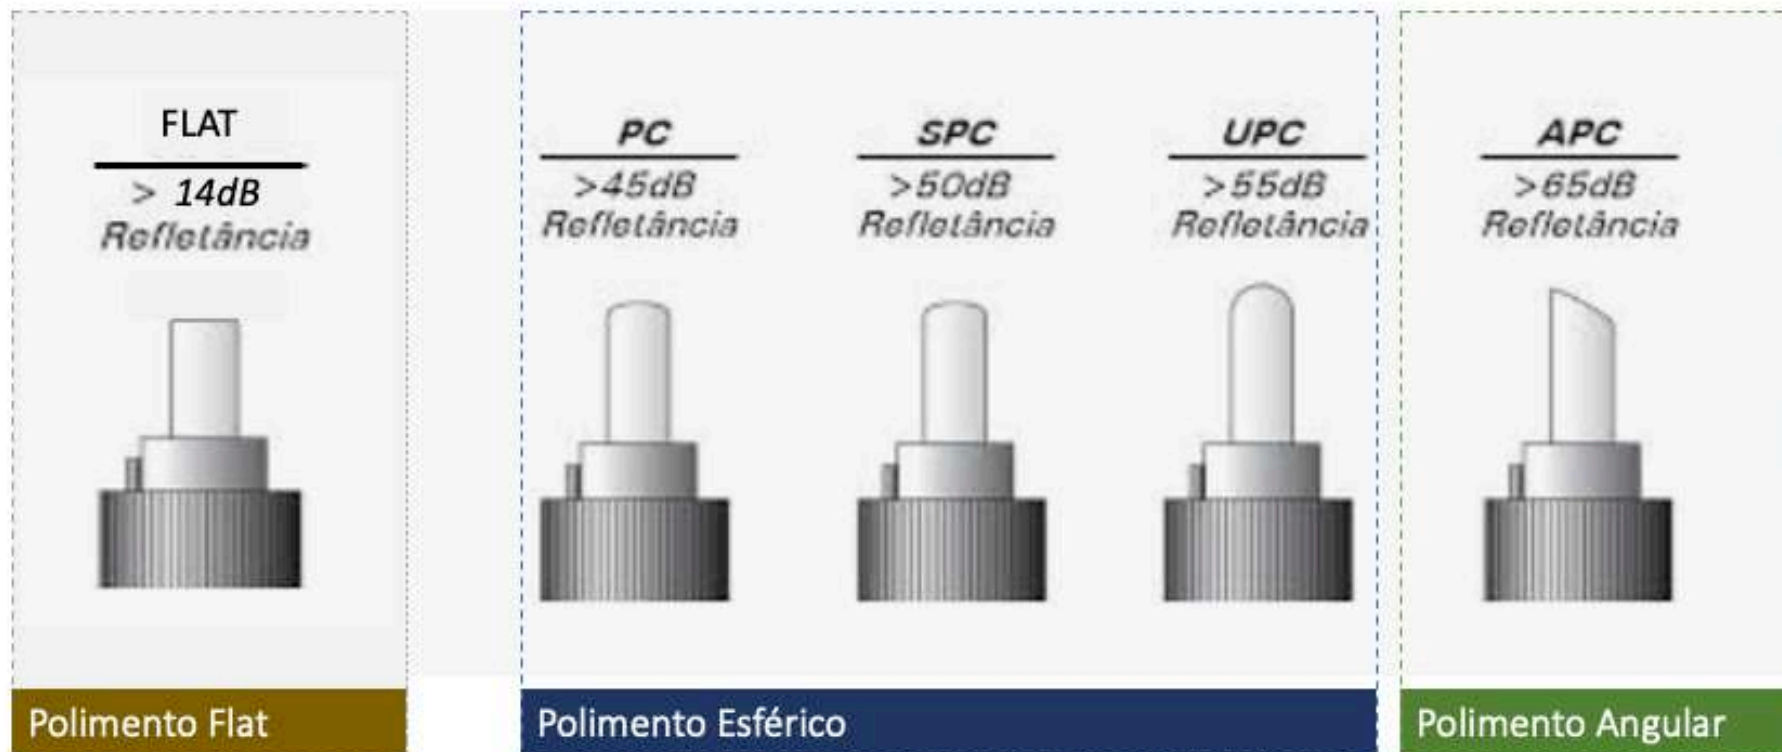 FLAT
> 14dB
Refletância
PC
>45dB
Refletância
SPC
>50dB
Refletância
UPC
>55dB
Refletância
APC
>65dB
Refletância
Polimento Flat
Polimento Esférico
Polimento Angular